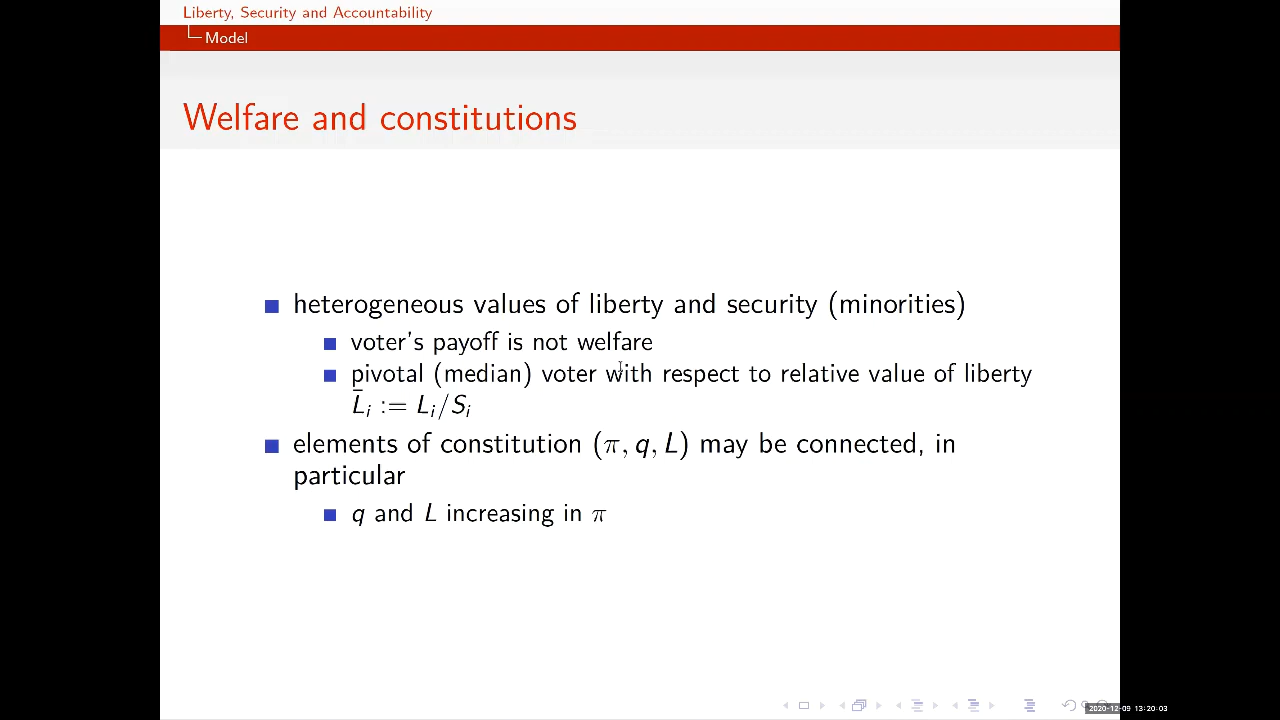 Liberty, Security and Accountability
Model
Welfare and constitutions
heterogeneous values of liberty and security (minorities)
voter's payoff is not welfare
pivotal (median) voter with respect to relative value of liberty
L̄ᵢ := Lᵢ/Sᵢ
elements of constitution (π, q, L) may be connected, in
particular
q and L increasing in π
2020-12-09 13:20:03